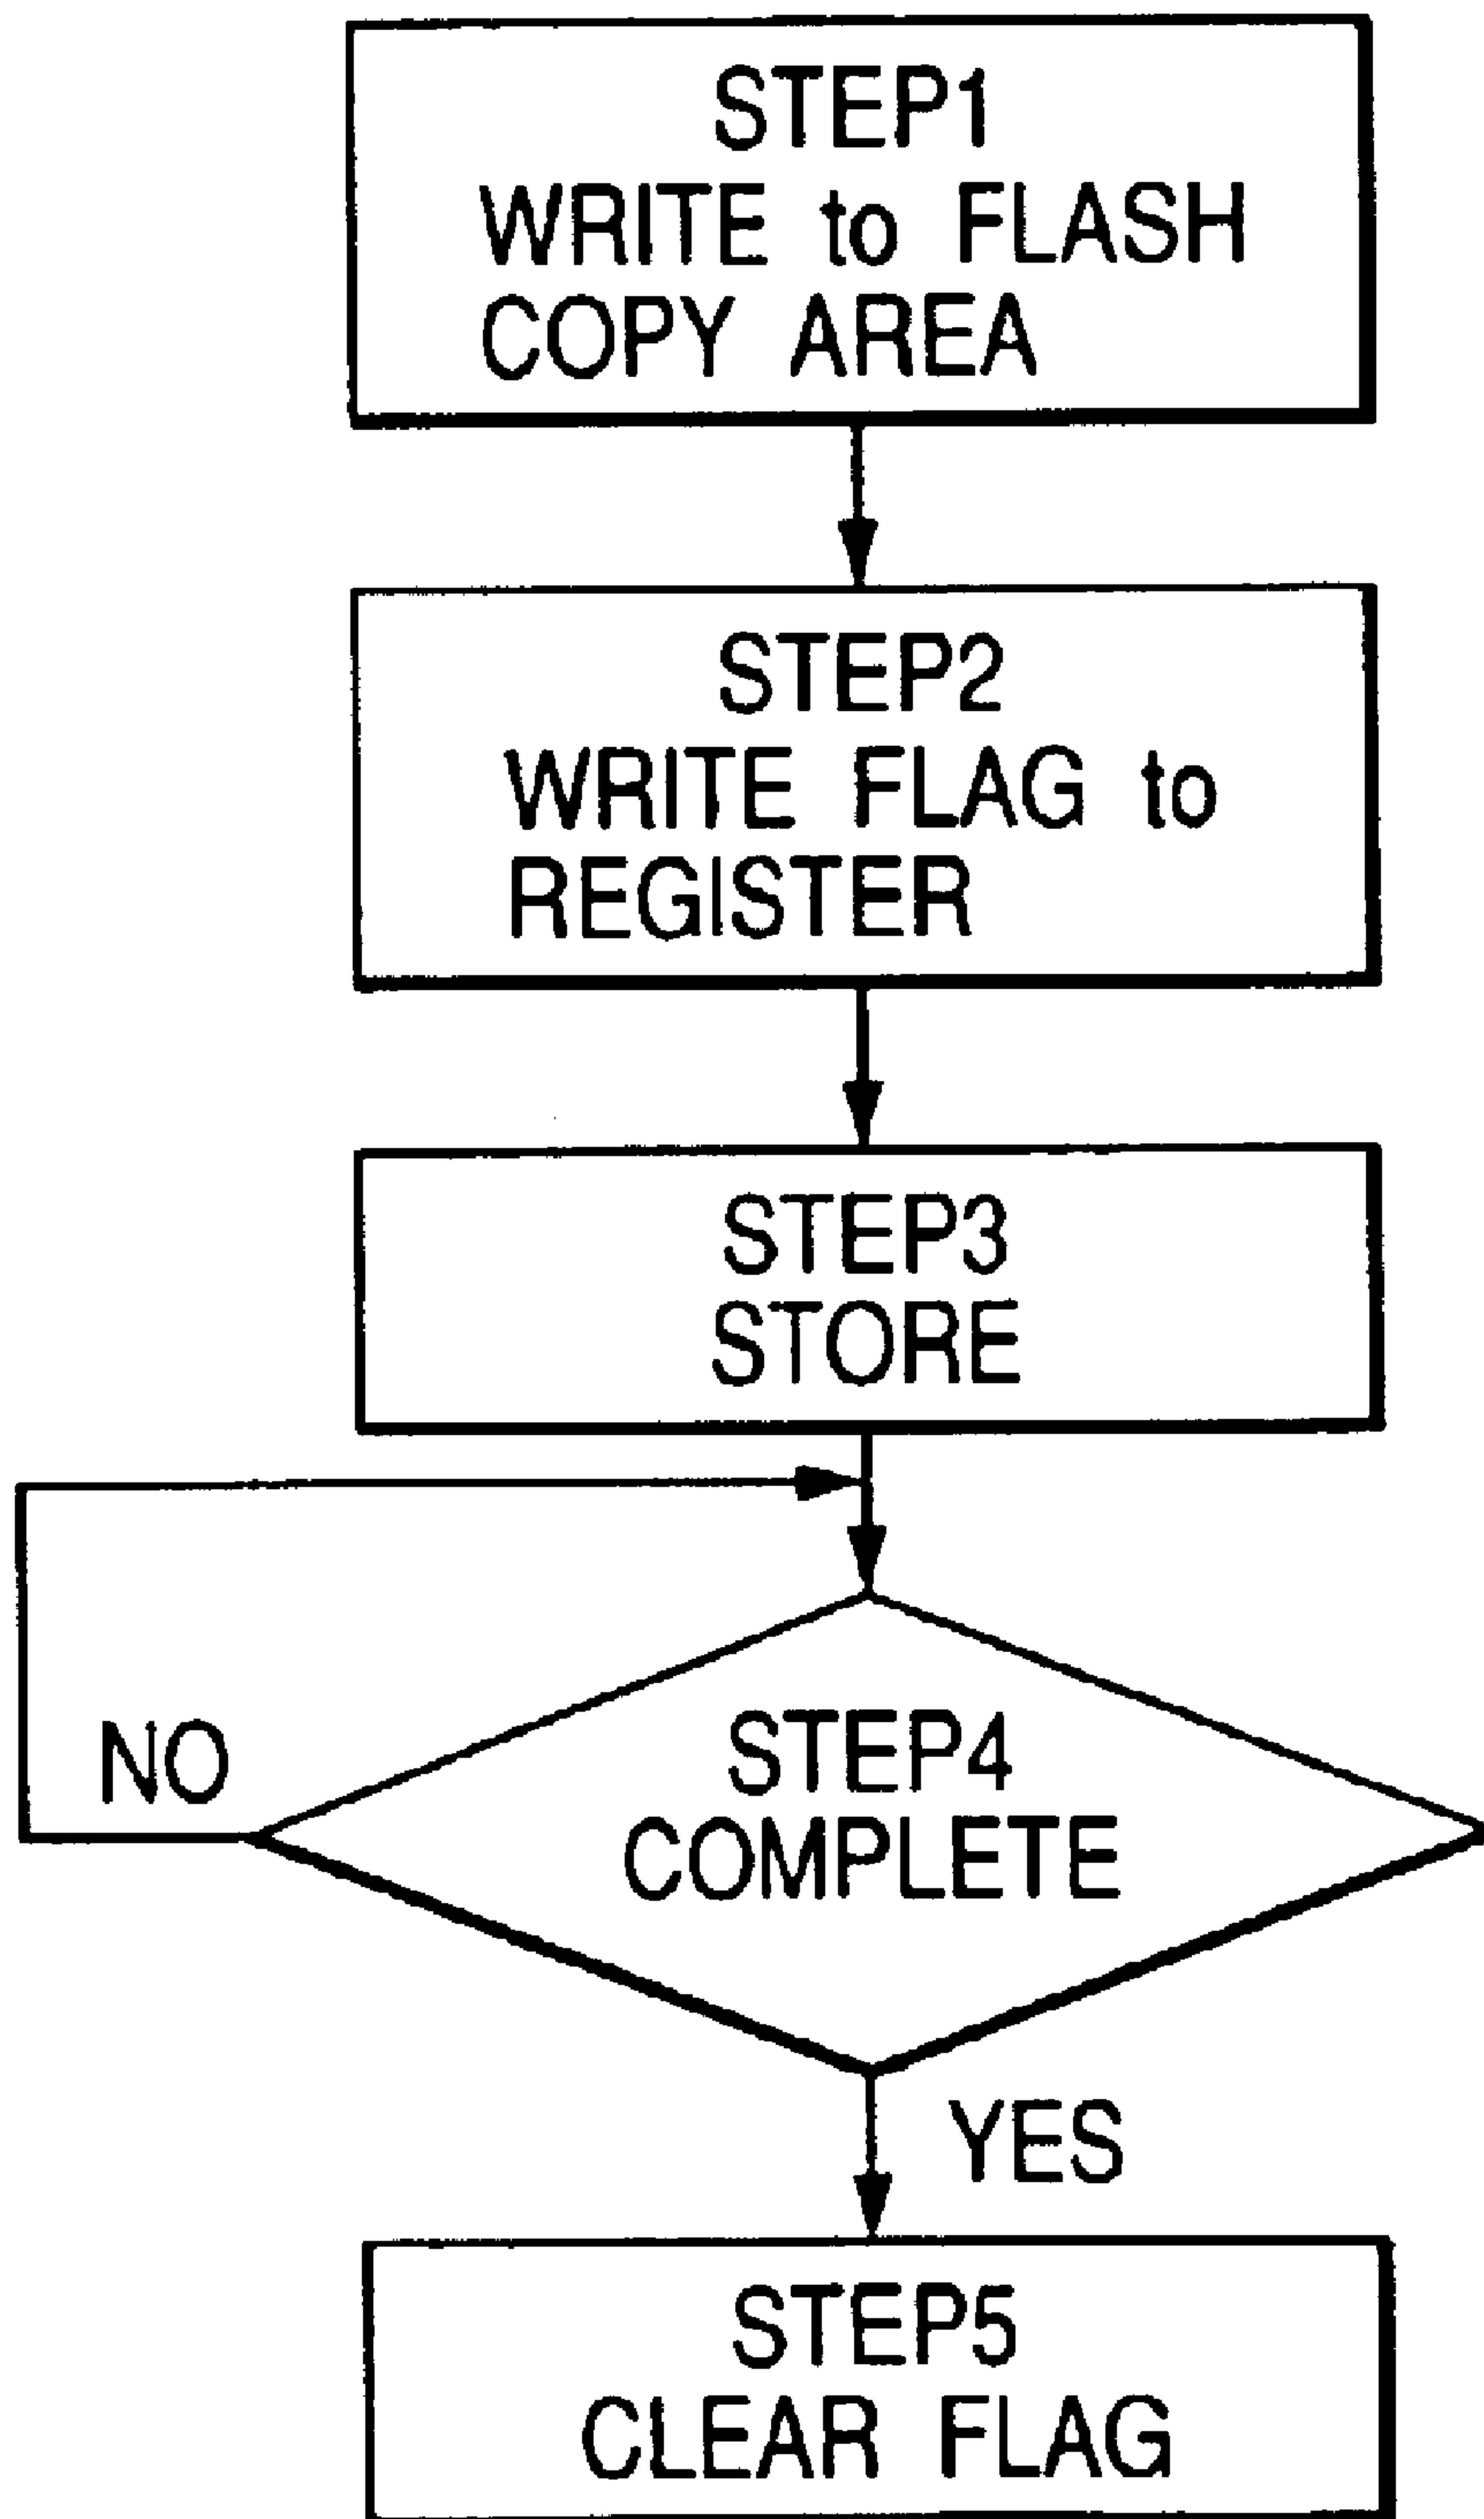 STEP1
WRITE to FLASH
COPY AREA
STEP2
WRITE FLAG to
REGISTER
STEP3
STORE
NO
STEP4
COMPLETE
YES
STEP5
CLEAR FLAG